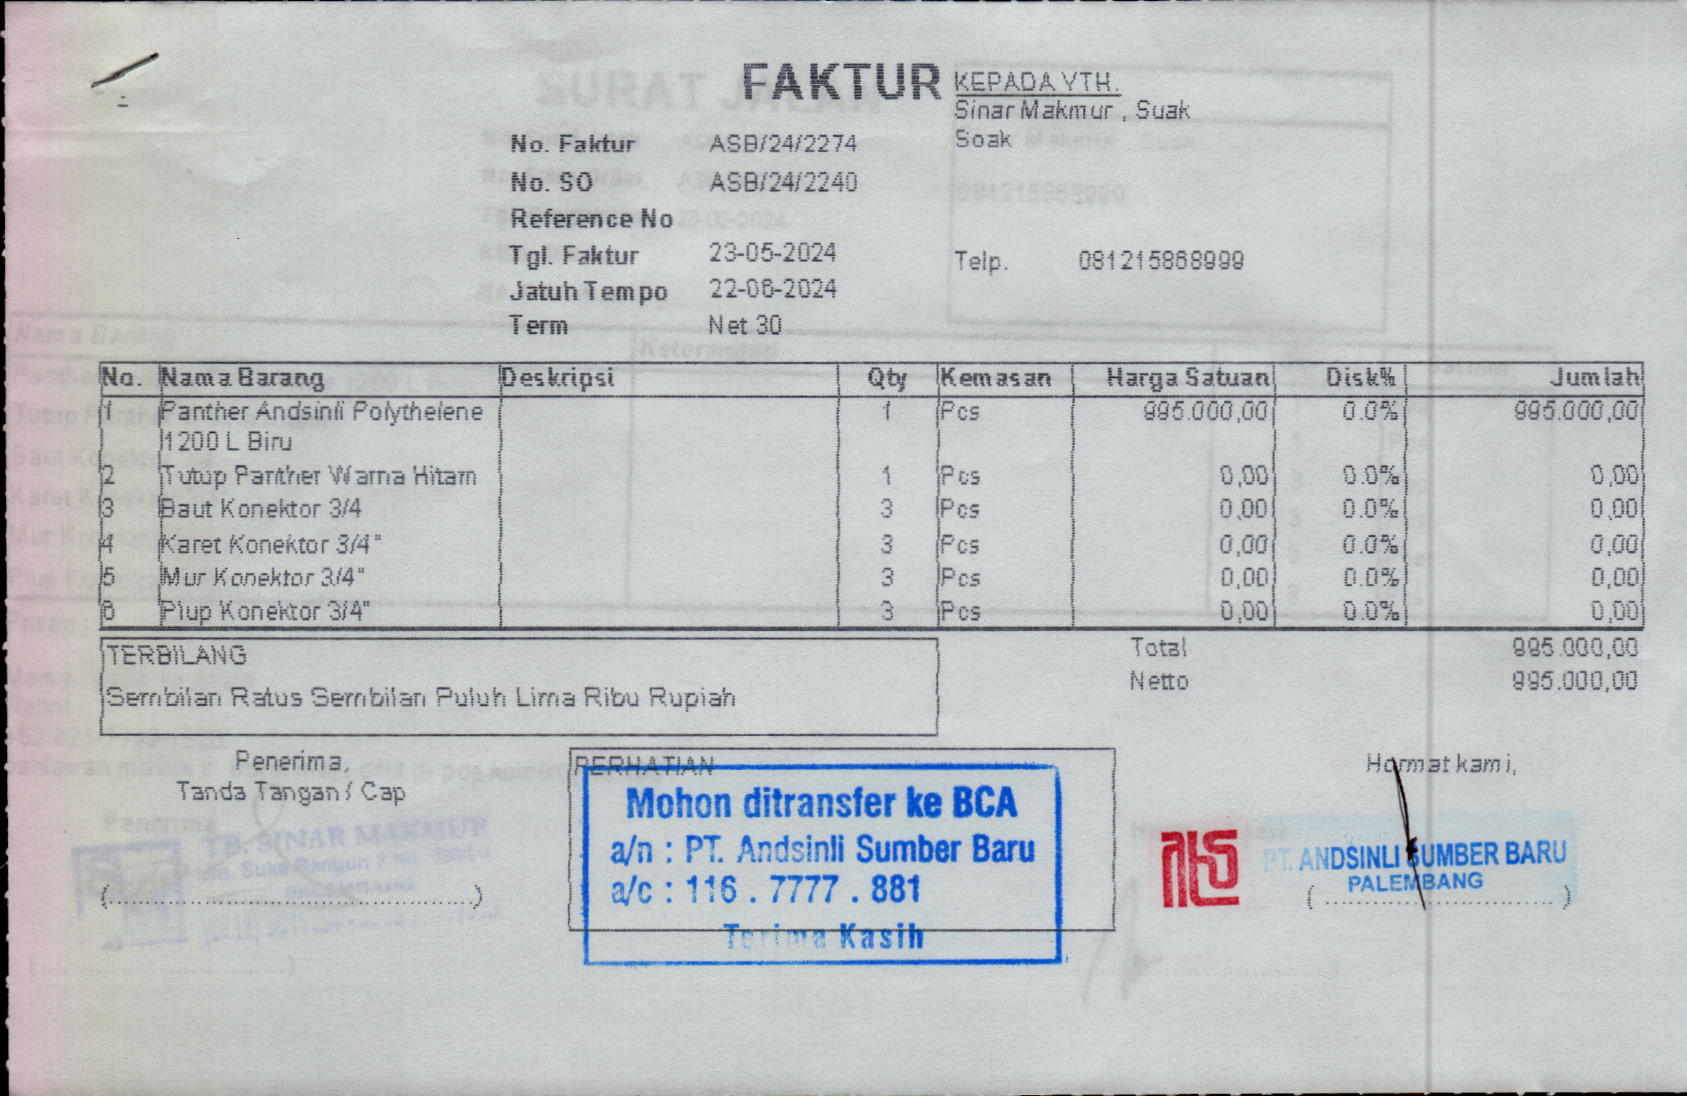 FAKTUR
No. Faktur ASB/24/2274
No. SO ASB/24/2240
Reference No
Tgl. Faktur 23-05-2024
Jatuh Tempo 22-06-2024
Term Net 30
KEPADA YTH.
Sinar Makmur , Suak
Soak
Telp. 081215868999
No. Nama Barang Deskripsi Qty Kemasan Harga Satuan Disk% Jumlah
1 Panther Andsinli Polythelene 1 Pcs 995.000,00 0.0% 995.000,00
1200 L Biru
2 Tutup Panther Warna Hitam 1 Pcs 0,00 0.0% 0,00
3 Baut Konektor 3/4 3 Pcs 0,00 0.0% 0,00
4 Karet Konektor 3/4" 3 Pcs 0,00 0.0% 0,00
5 Mur Konektor 3/4" 3 Pcs 0,00 0.0% 0,00
6 Plup Konektor 3/4" 3 Pcs 0,00 0.0% 0,00
TERBILANG
Sembilan Ratus Sembilan Puluh Lima Ribu Rupiah
Total 995.000,00
Netto 995.000,00
Penerima,
Tanda Tangan / Cap
TB. SINAR MAKMUR
PERHATIAN
Mohon ditransfer ke BCA
a/n : PT. Andsinli Sumber Baru
a/c : 116 . 7777 . 881
Terima Kasih
Hormat kami,
PT. ANDSINLI SUMBER BARU
PALEMBANG